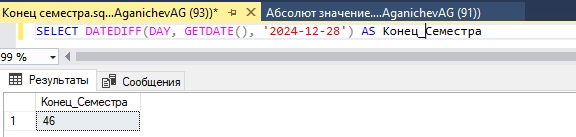 Конец семестра.sq...AganichevAG (93))* Абсолют значение....AganichevAG (91))
SELECT DATEDIFF(DAY, GETDATE(), '2024-12-28') AS Конец_Семестра
99 %
Результаты Сообщения
Конец_Семестра
1 46